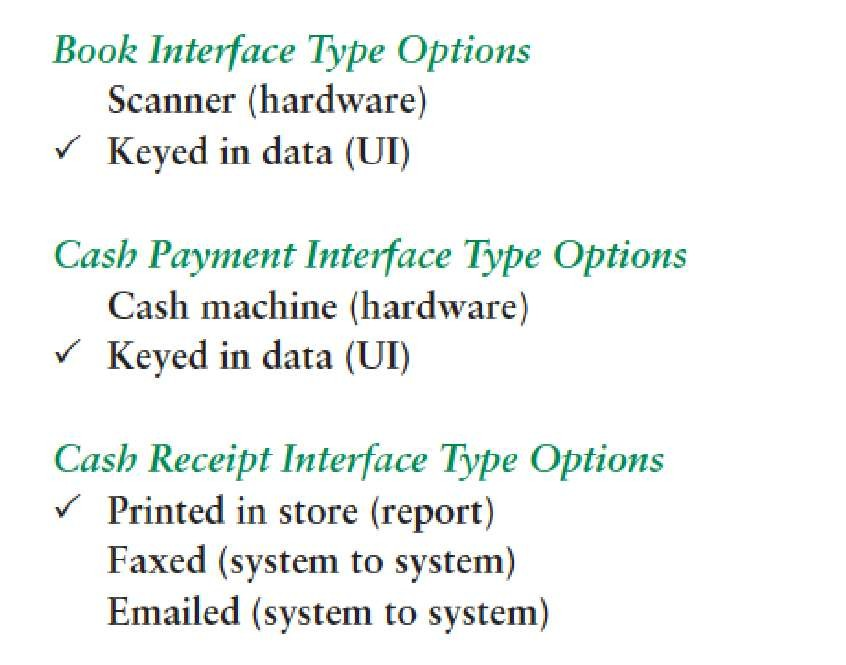 Book Interface Type Options
Scanner (hardware)
✓ Keyed in data (UI)
Cash Payment Interface Type Options
Cash machine (hardware)
✓ Keyed in data (UI)
Cash Receipt Interface Type Options
✓ Printed in store (report)
Faxed (system to system)
Emailed (system to system)